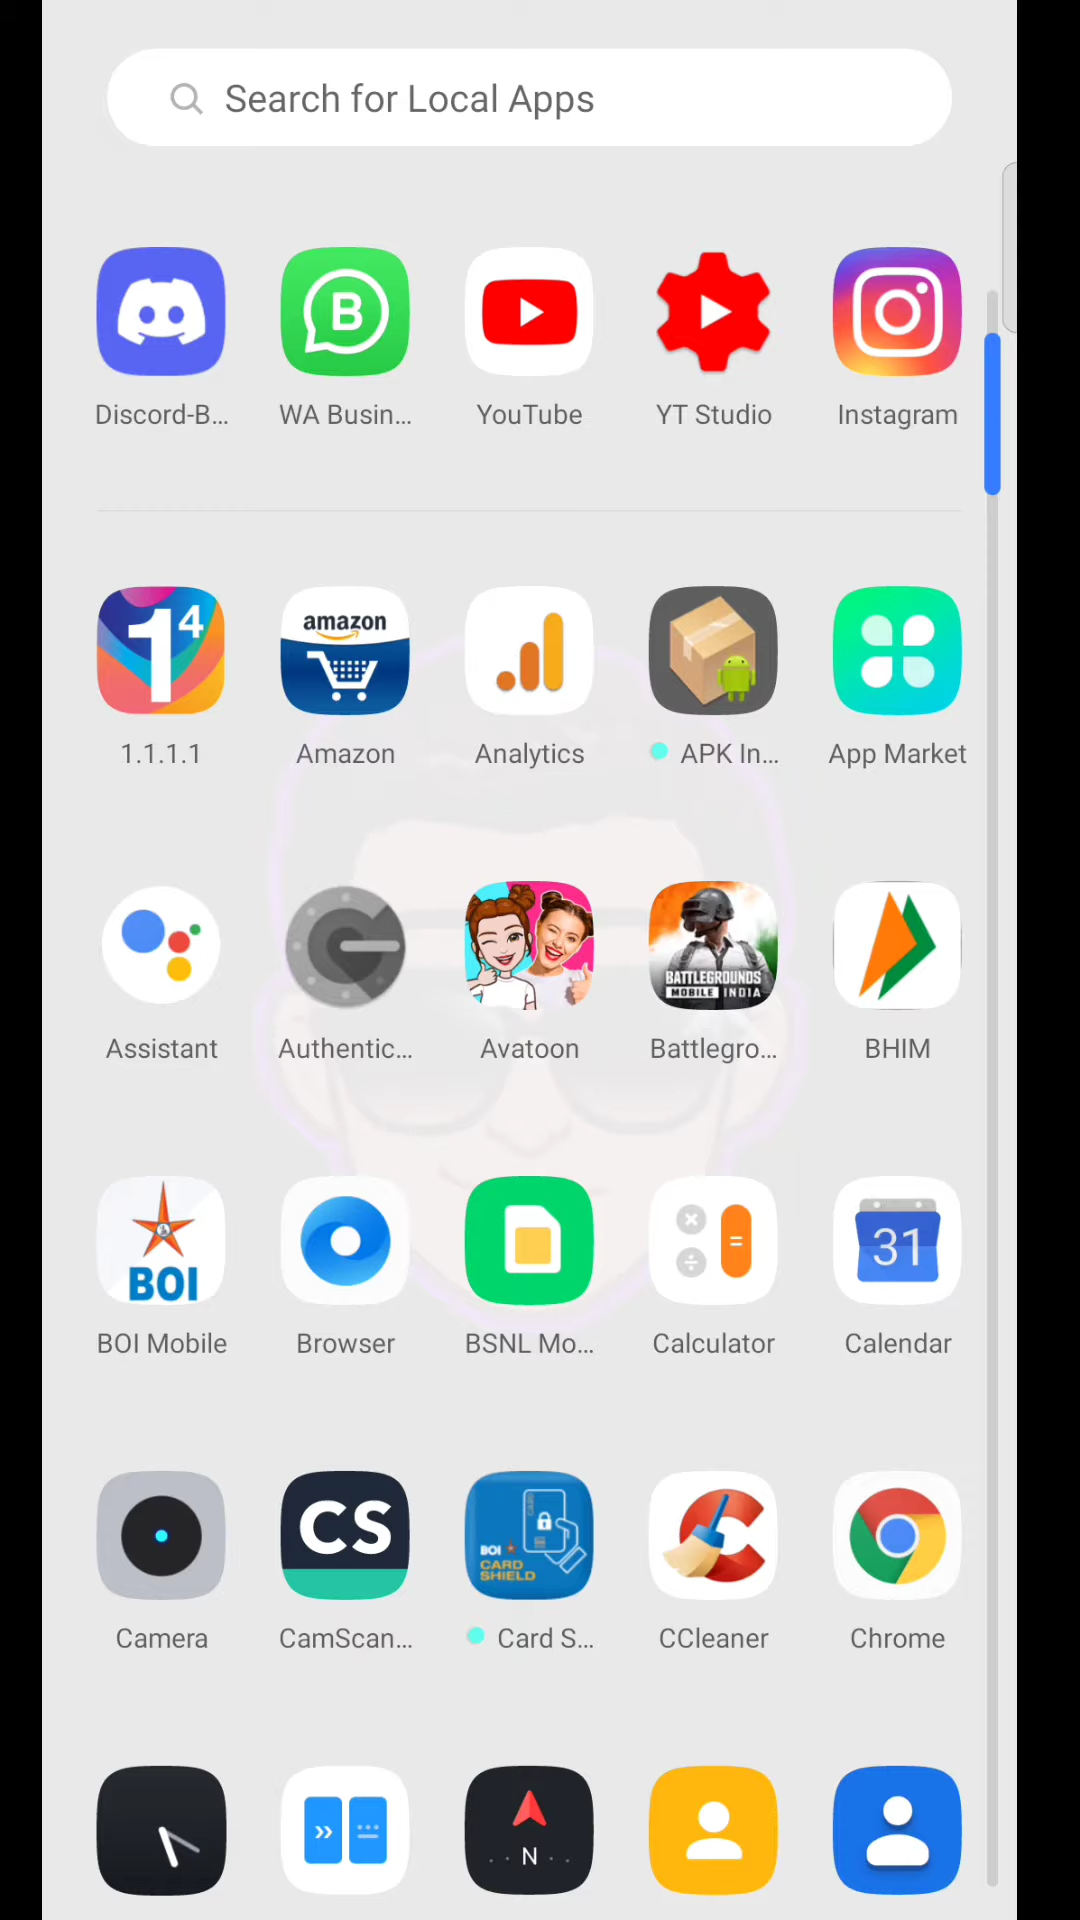 Search for Local Apps
B
Discord-B... WA Busin... YouTube YT Studio Instagram
1⁴ amazon
1.1.1.1 Amazon Analytics APK In... App Market
BATTLEGROUNDS
MOBILE INDIA
Assistant Authentic... Avatoon Battlegro... BHIM
BOI 31
BOI Mobile Browser BSNL Mo... Calculator Calendar
CS BOI CARD SHIELD
Camera CamScan... Card S... CCleaner Chrome
N